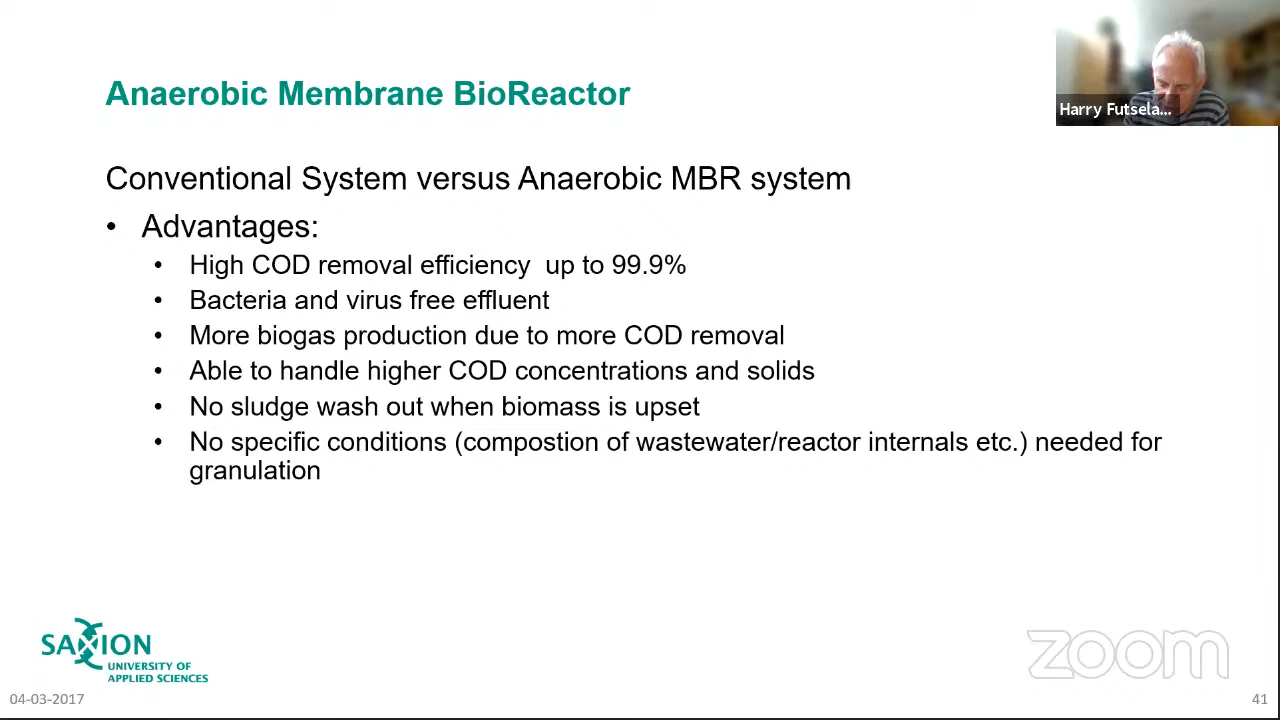 Anaerobic Membrane BioReactor
Harry Futsela...
Conventional System versus Anaerobic MBR system
• Advantages:
• High COD removal efficiency up to 99.9%
• Bacteria and virus free effluent
• More biogas production due to more COD removal
• Able to handle higher COD concentrations and solids
• No sludge wash out when biomass is upset
• No specific conditions (compostion of wastewater/reactor internals etc.) needed for
granulation
SAXION
UNIVERSITY OF
APPLIED SCIENCES
zoom
04-03-2017
41